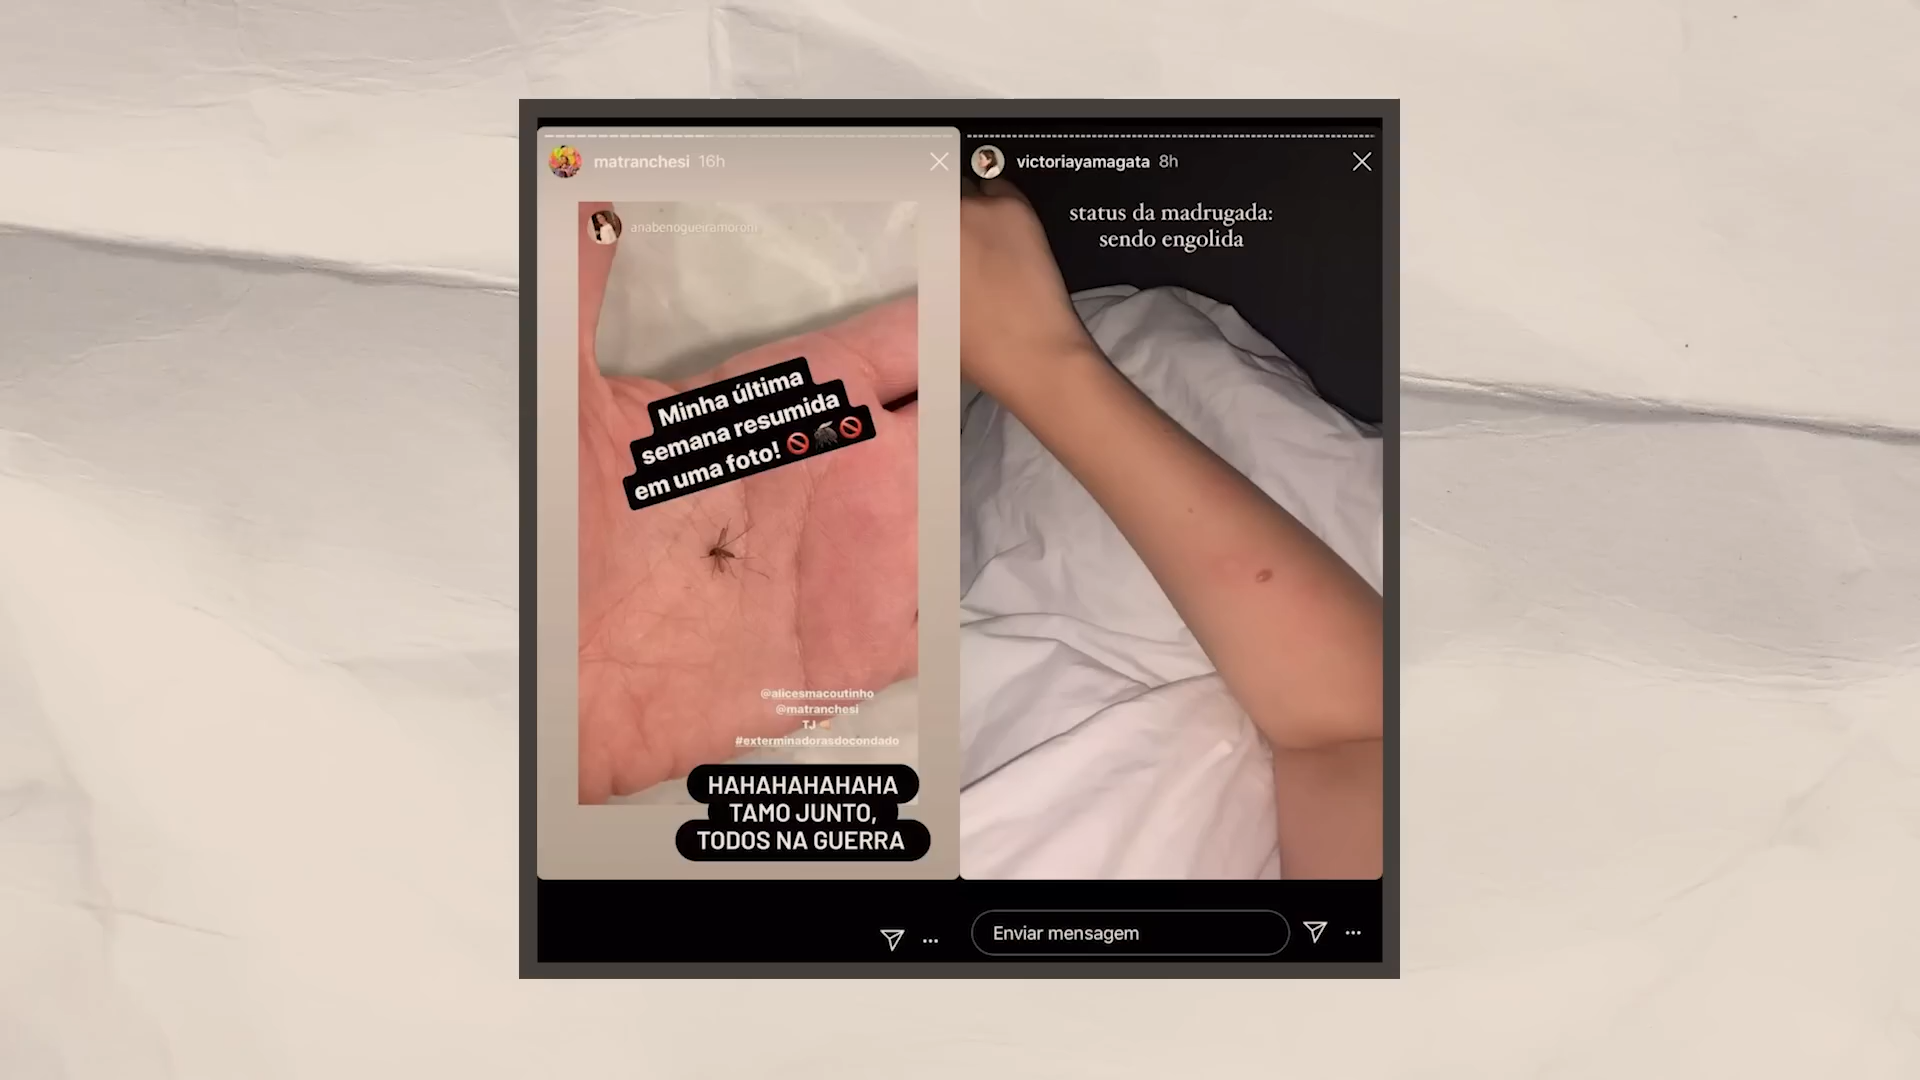 matranchesi 16h
anabenogueiramoroni
Minha última
semana resumida
em uma foto! 🚫🦟🚫
@alicesmacoutinho
@matranchesi
TJ
#exterminadorasdocondado
HAHAHAHAHAHA
TAMO JUNTO,
TODOS NA GUERRA
victoriayamagata 8h
status da madrugada:
sendo engolida
Enviar mensagem